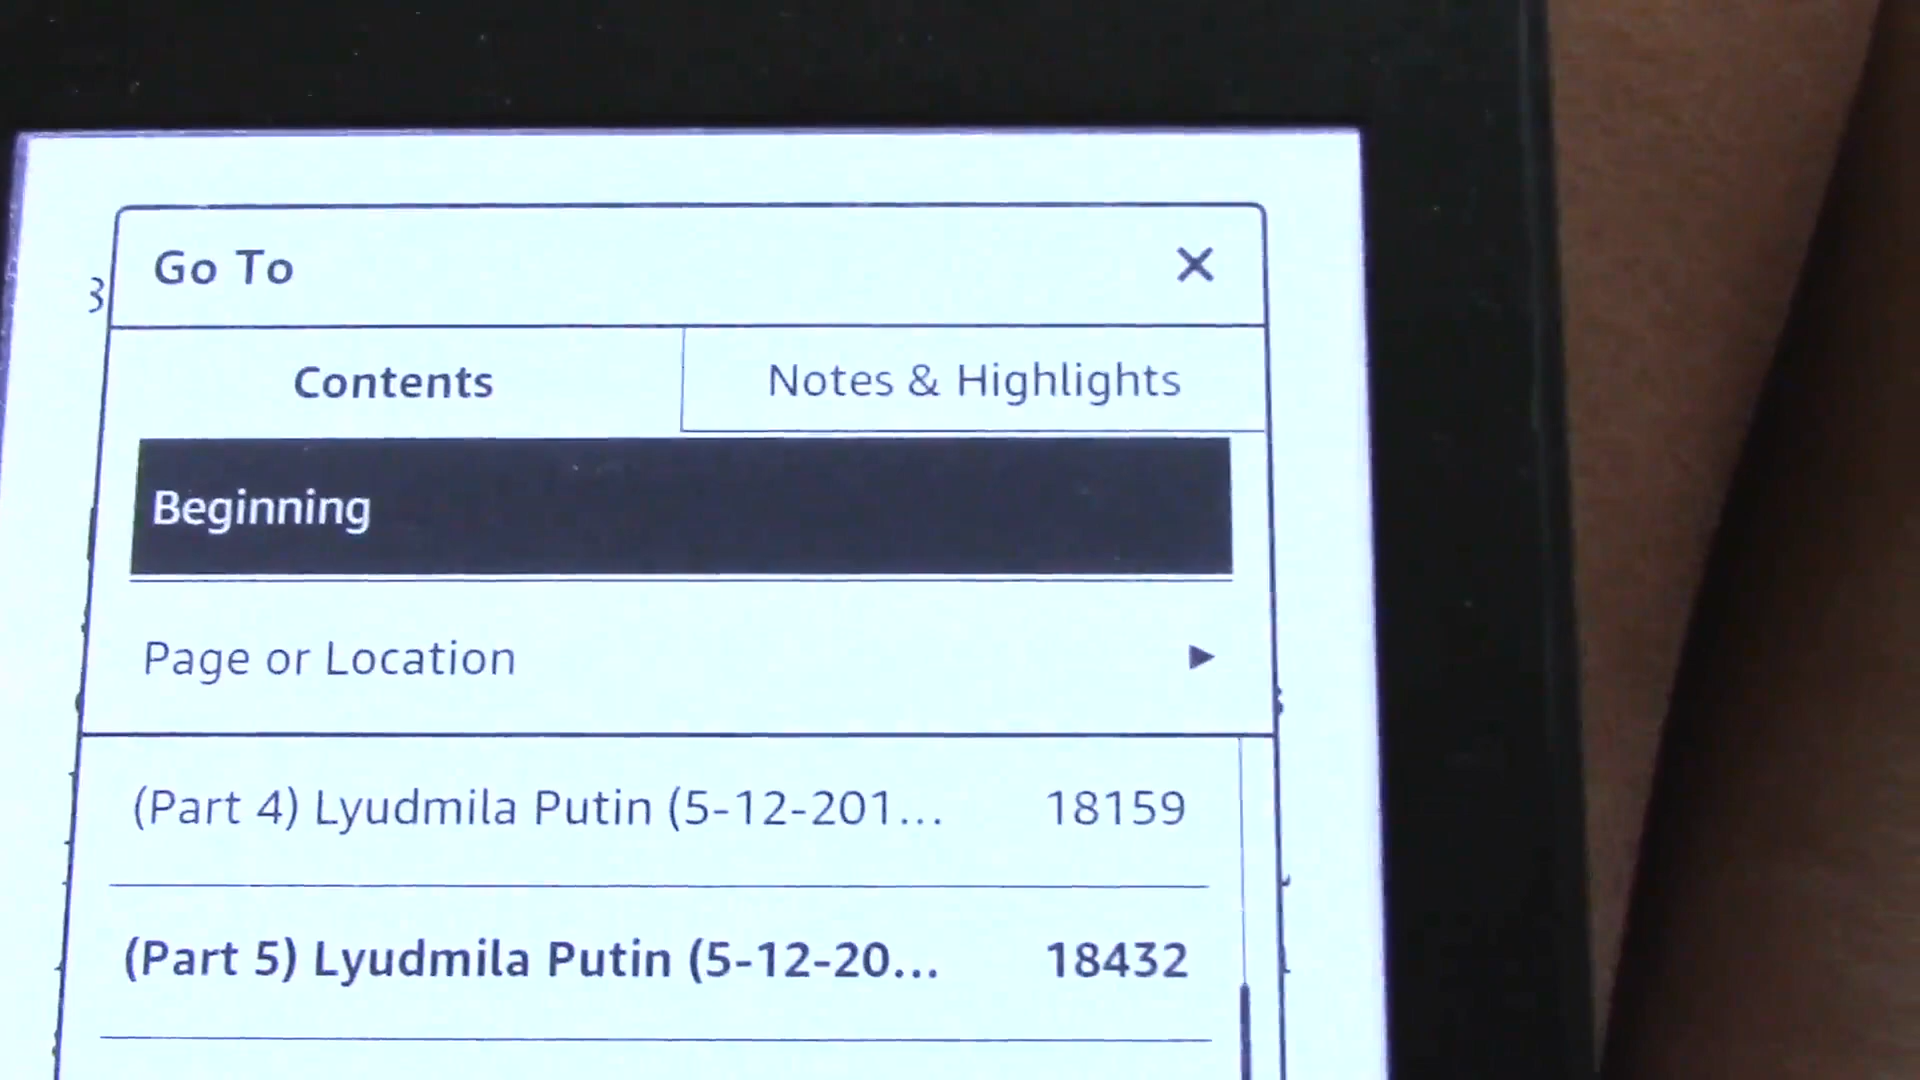 Go To
3
Contents
Notes & Highlights
Beginning
Page or Location
(Part 4) Lyudmila Putin (5-12-201... 18159
(Part 5) Lyudmila Putin (5-12-20... 18432